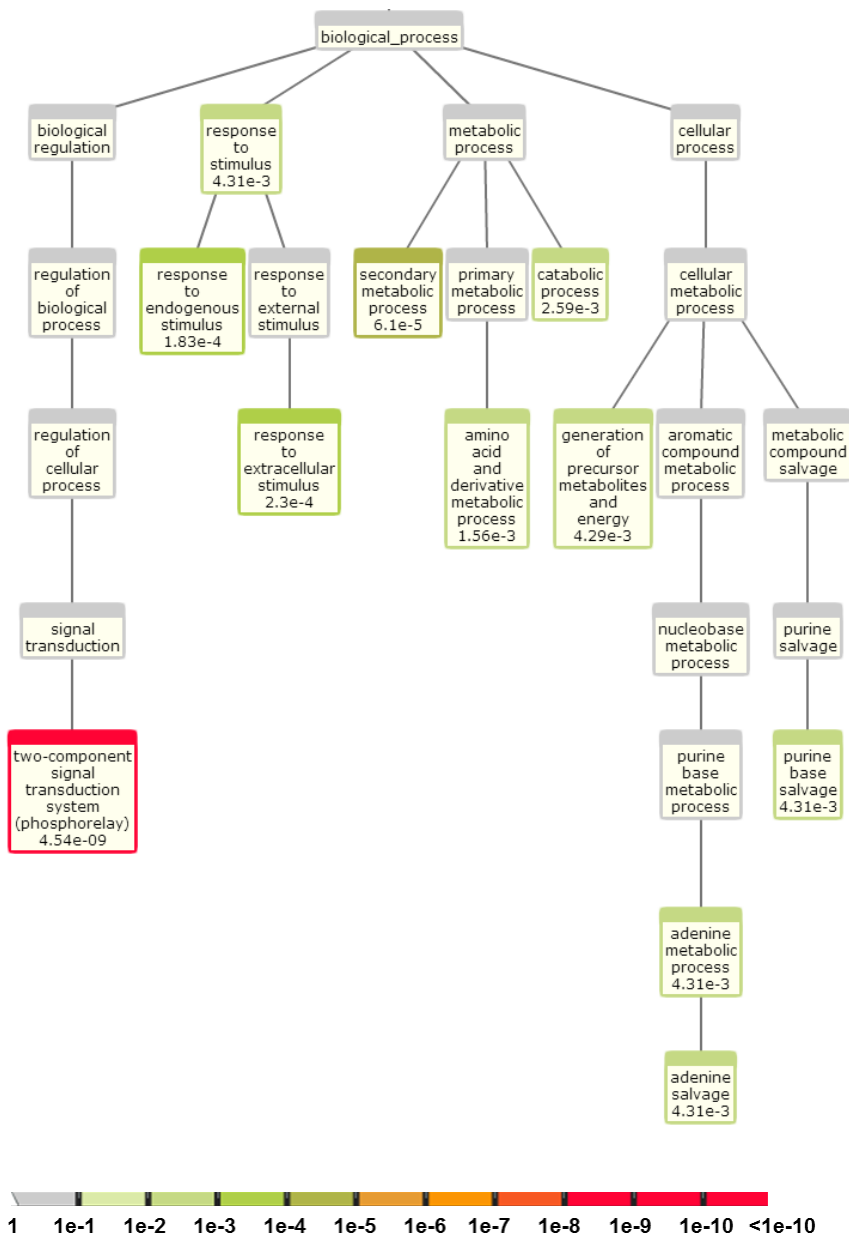 biological_process
biological
regulation
response
to
stimulus
4.31e-3
metabolic
process
cellular
process
regulation
of
biological
process
response
to
endogenous
stimulus
1.83e-4
response
to
external
stimulus
secondary
metabolic
process
6.1e-5
primary
metabolic
process
catabolic
process
2.59e-3
cellular
metabolic
process
regulation
of
cellular
process
response
to
extracellular
stimulus
2.3e-4
amino
acid
and
derivative
metabolic
process
1.56e-3
generation
of
precursor
metabolites
and
energy
4.29e-3
aromatic
compound
metabolic
process
metabolic
compound
salvage
signal
transduction
nucleobase
metabolic
process
purine
salvage
two-component
signal
transduction
system
(phosphorelay)
4.54e-09
purine
base
metabolic
process
purine
base
salvage
4.31e-3
adenine
metabolic
process
4.31e-3
adenine
salvage
4.31e-3
1 1e-1 1e-2 1e-3 1e-4 1e-5 1e-6 1e-7 1e-8 1e-9 1e-10 <1e-10